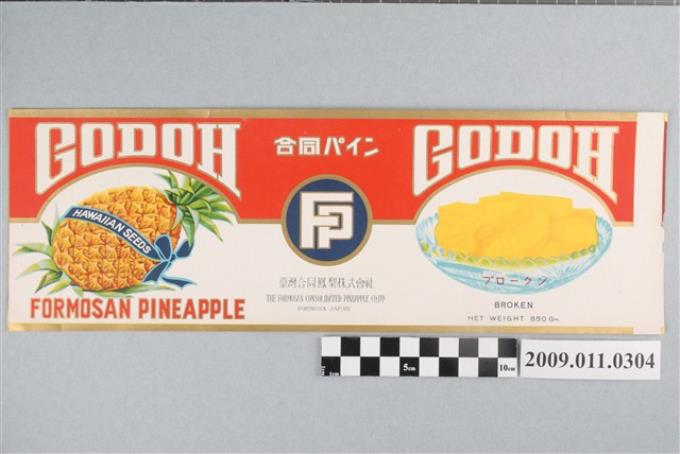 GODOH
HAWAIIAN SEEDS
FORMOSAN PINEAPPLE
合同パイン
FP
臺灣合同鳳梨株式會社
THE FORMOSAN CONSOLIDATED PINEAPPLE CO., LTD
FORMOSA JAPAN
GODOH
ブロークン
BROKEN
NET WEIGHT 850 Gm.
5cm
10cm
2009.011.0304